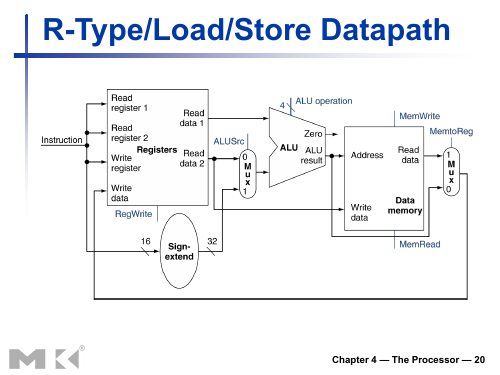 R-Type/Load/Store Datapath
Instruction
Read
register 1
Read
register 2
Write
register
Write
data
Registers
Read
data 1
Read
data 2
RegWrite
16
Sign-
extend
32
ALUSrc
0
M
u
x
1
4
ALU operation
Zero
ALU
ALU
result
MemWrite
Address
Read
data
Write
data
Data
memory
MemRead
MemtoReg
1
M
u
x
0
MK®
Chapter 4 — The Processor — 20